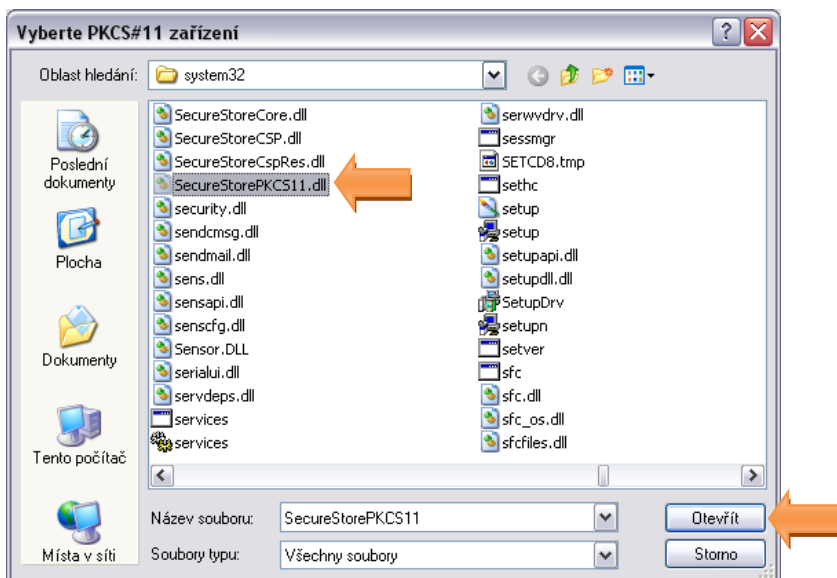 Vyberte PKCS#11 zařízení
Oblast hledání: system32
Poslední dokumenty
Plocha
Dokumenty
Tento počítač
Místa v síti
SecureStoreCore.dll
SecureStoreCSP.dll
SecureStoreCspRes.dll
SecureStorePKCS11.dll
security.dll
sendcmsg.dll
sendmail.dll
sens.dll
sensapi.dll
senscfg.dll
Sensor.DLL
serialui.dll
servdeps.dll
services
services
serwvdrv.dll
sessmgr
SETCD8.tmp
sethc
setup
setup
setupapi.dll
setupdll.dll
SetupDrv
setupn
setver
sfc
sfc.dll
sfc_os.dll
sfcfiles.dll
Název souboru: SecureStorePKCS11 Otevřít
Soubory typu: Všechny soubory Storno